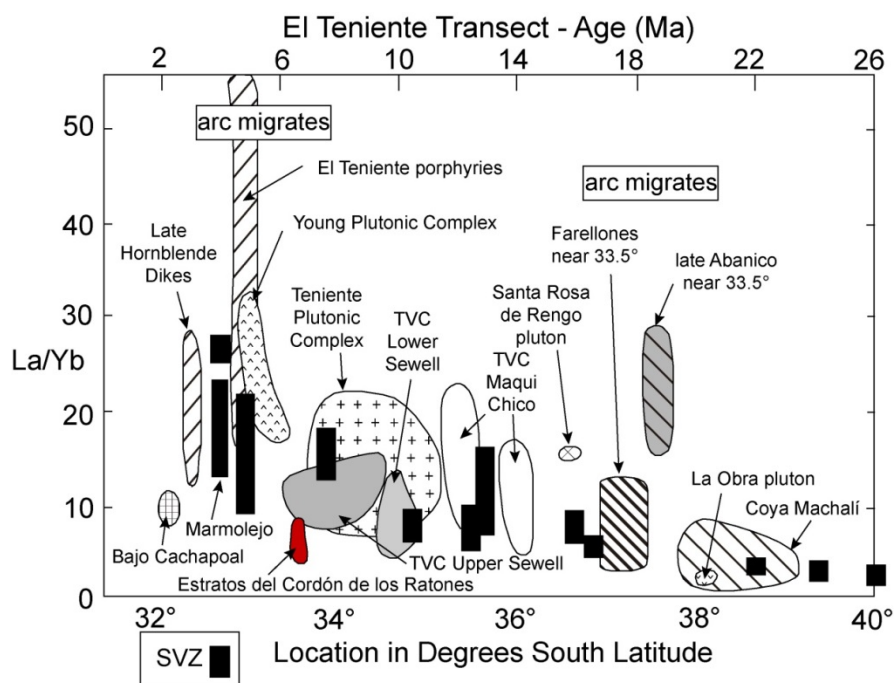 El Teniente Transect - Age (Ma)
2 6 10 14 18 22 26
50
40
30
20
10
0
La/Yb
arc migrates
El Teniente porphyries
arc migrates
Late
Hornblende
Dikes
Young Plutonic Complex
Farellones
near 33.5°
late Abanico
near 33.5°
Teniente
Plutonic
Complex
TVC
Lower
Sewell
Santa Rosa
de Rengo
pluton
TVC
Maqui
Chico
La Obra pluton
Coya Machalí
Marmolejo
Bajo Cachapoal
TVC Upper Sewell
Estratos del Cordón de los Ratones
32° 34° 36° 38° 40°
SVZ
Location in Degrees South Latitude